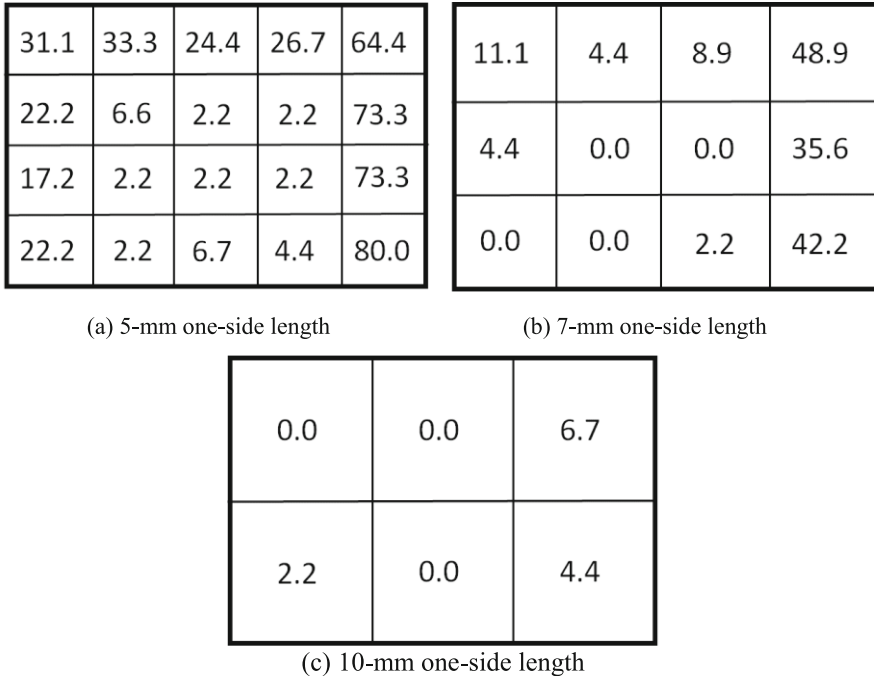 31.1 33.3 24.4 26.7 64.4
22.2 6.6 2.2 2.2 73.3
17.2 2.2 2.2 2.2 73.3
22.2 2.2 6.7 4.4 80.0
(a) 5-mm one-side length
11.1 4.4 8.9 48.9
4.4 0.0 0.0 35.6
0.0 0.0 2.2 42.2
(b) 7-mm one-side length
0.0 0.0 6.7
2.2 0.0 4.4
(c) 10-mm one-side length